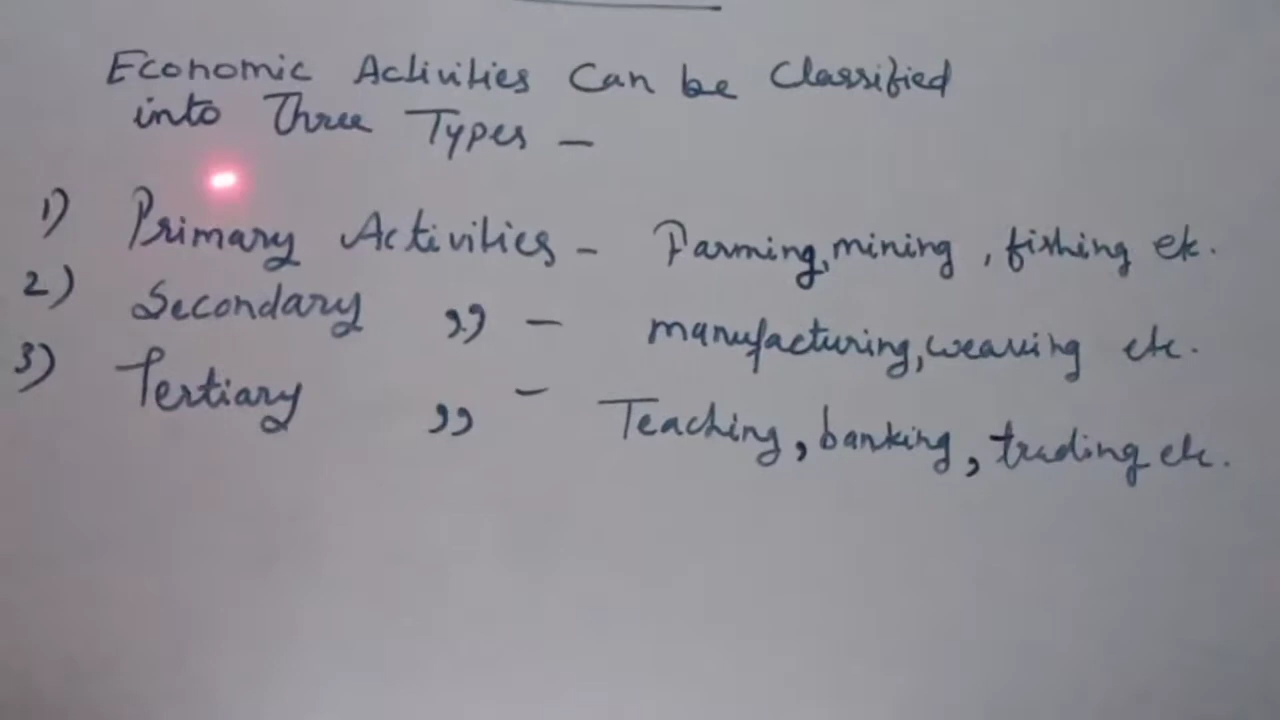 Economic Activities Can be Classified
into Three Types –
1) Primary Activities – Farming, mining, fishing etc.
2) Secondary ,, – manufacturing, weaving etc.
3) Tertiary ,, – Teaching, banking, trading etc.